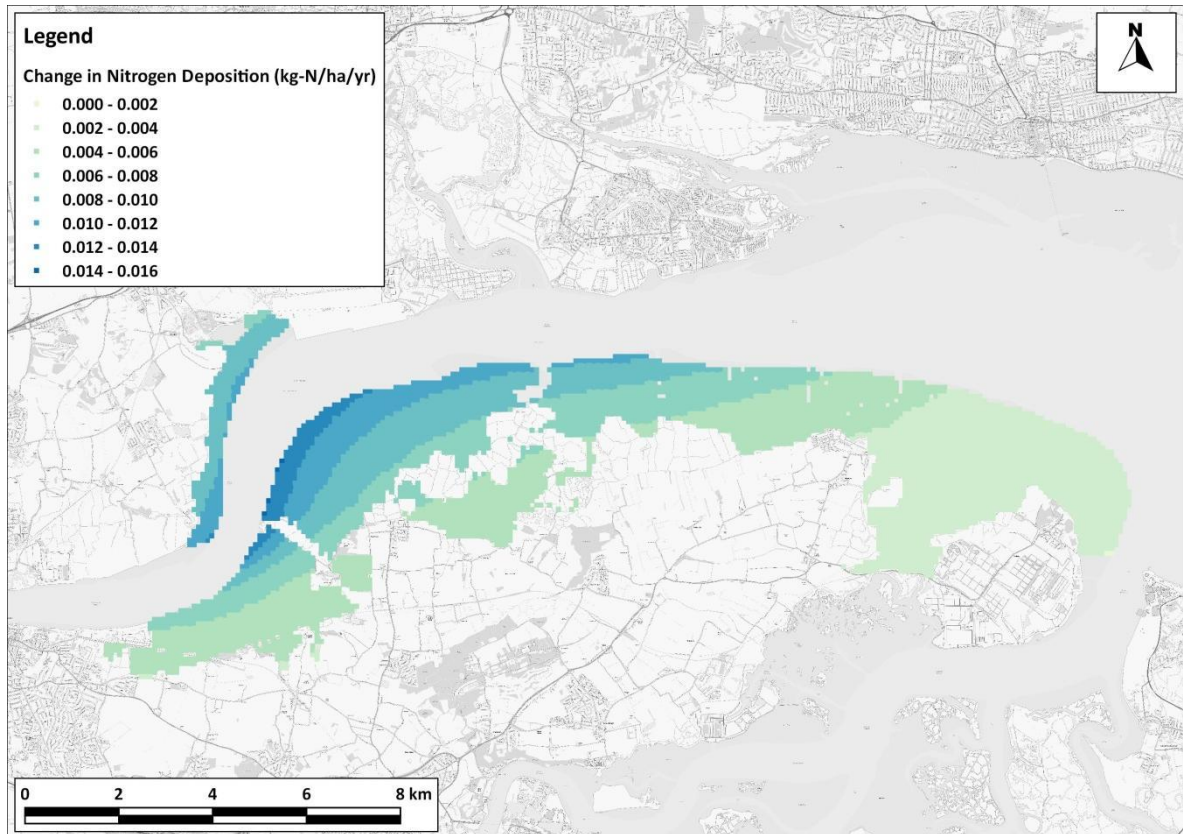 Legend
Change in Nitrogen Deposition (kg-N/ha/yr)
0.000 - 0.002
0.002 - 0.004
0.004 - 0.006
0.006 - 0.008
0.008 - 0.010
0.010 - 0.012
0.012 - 0.014
0.014 - 0.016
N
0 2 4 6 8 km